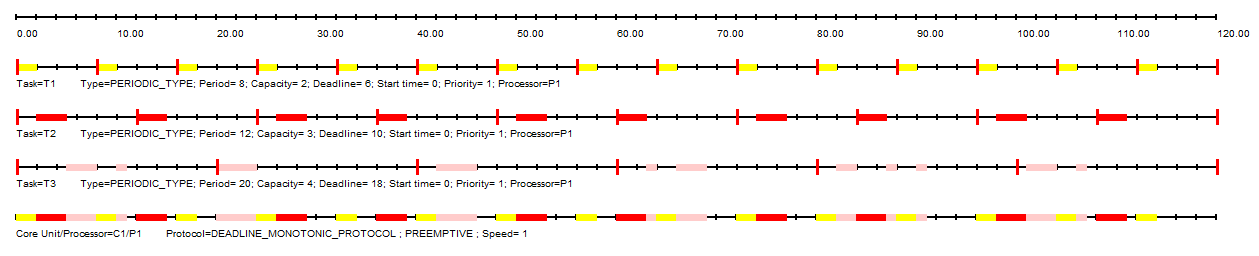 0.00 10.00 20.00 30.00 40.00 50.00 60.00 70.00 80.00 90.00 100.00 110.00 120.00
Task=T1 Type=PERIODIC_TYPE; Period= 8; Capacity= 2; Deadline= 6; Start time= 0; Priority= 1; Processor=P1
Task=T2 Type=PERIODIC_TYPE; Period= 12; Capacity= 3; Deadline= 10; Start time= 0; Priority= 1; Processor=P1
Task=T3 Type=PERIODIC_TYPE; Period= 20; Capacity= 4; Deadline= 18; Start time= 0; Priority= 1; Processor=P1
Core Unit/Processor=C1/P1 Protocol=DEADLINE_MONOTONIC_PROTOCOL ; PREEMPTIVE ; Speed= 1